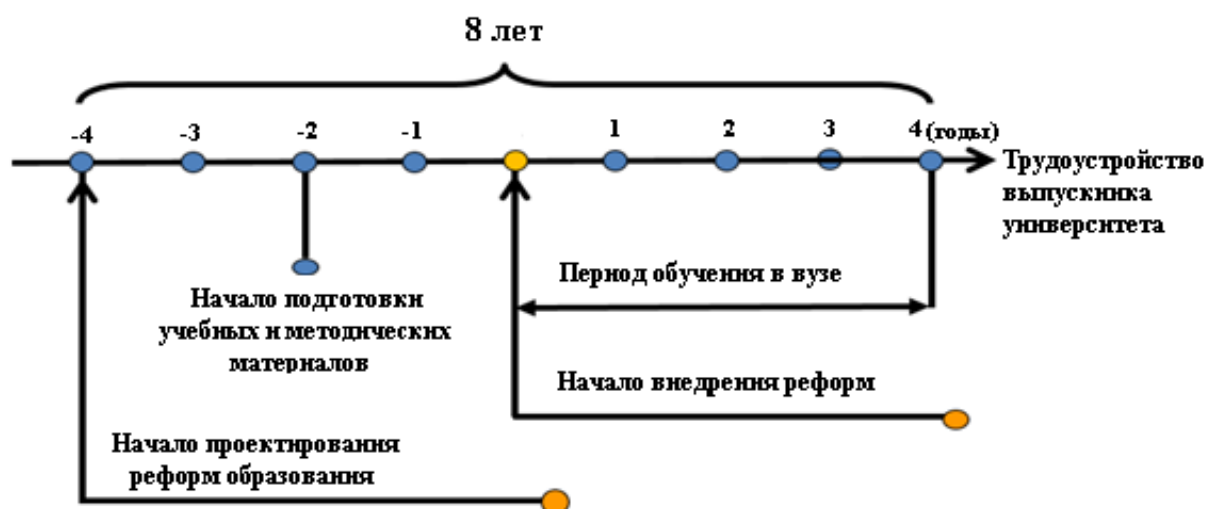 8 лет
-4 -3 -2 -1 1 2 3 4 (годы)
Трудоустройство
выпускника
университета
Период обучения в вузе
Начало подготовки
учебных и методических
материалов
Начало внедрения реформ
Начало проектирования
реформ образования